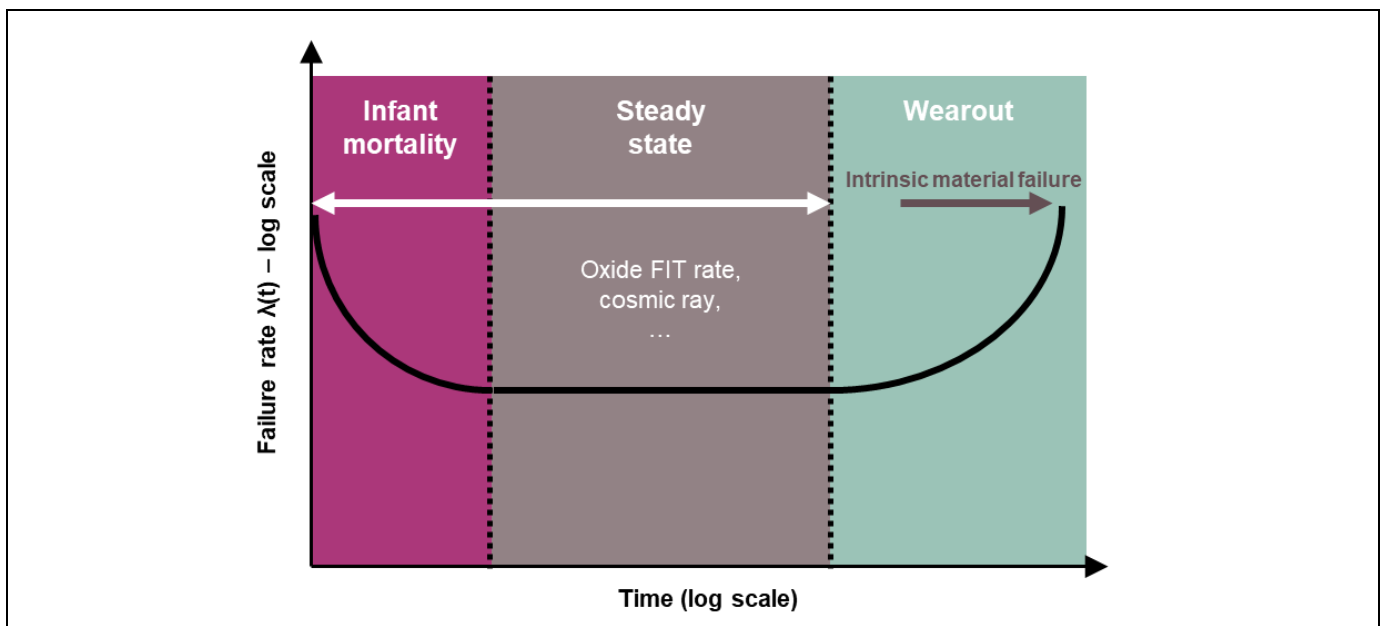 Infant
mortality
Steady
state
Wearout
Intrinsic material failure
Oxide FIT rate,
cosmic ray,
…
Failure rate λ(t) – log scale
Time (log scale)